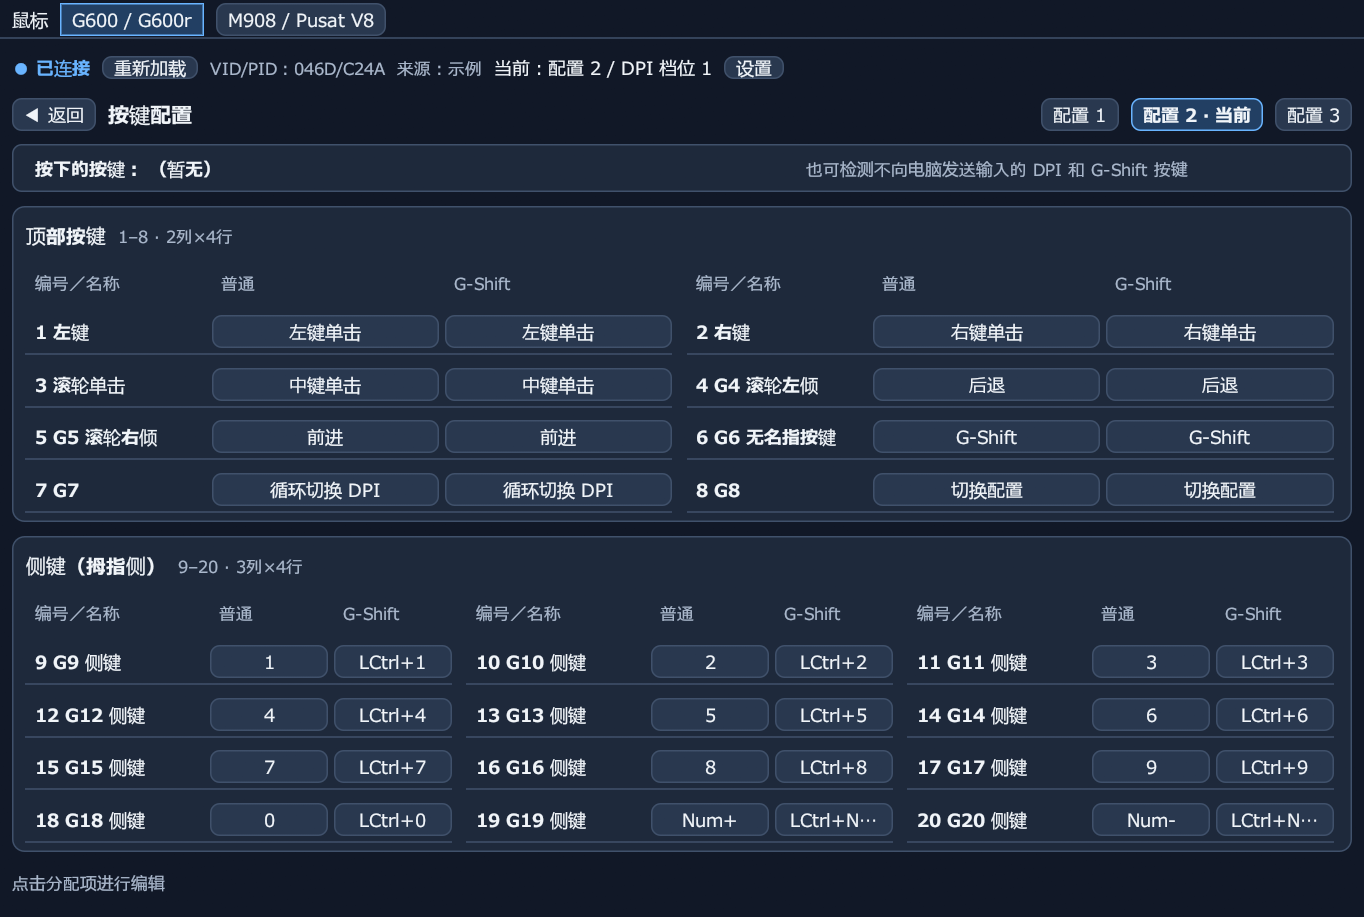 鼠标 G600 / G600r M908 / Pusat V8
已连接 重新加载 VID/PID：046D/C24A 来源：示例 当前：配置 2 / DPI 档位 1 设置
◀ 返回 按键配置 配置 1 配置 2 · 当前 配置 3
按下的按键：（暂无） 也可检测不向电脑发送输入的 DPI 和 G-Shift 按键
顶部按键 1–8 · 2列×4行
编号／名称 普通 G-Shift 编号／名称 普通 G-Shift
1 左键 左键单击 左键单击 2 右键 右键单击 右键单击
3 滚轮单击 中键单击 中键单击 4 G4 滚轮左倾 后退 后退
5 G5 滚轮右倾 前进 前进 6 G6 无名指按键 G-Shift G-Shift
7 G7 循环切换 DPI 循环切换 DPI 8 G8 切换配置 切换配置
侧键（拇指侧） 9–20 · 3列×4行
编号／名称 普通 G-Shift 编号／名称 普通 G-Shift 编号／名称 普通 G-Shift
9 G9 侧键 1 LCtrl+1 10 G10 侧键 2 LCtrl+2 11 G11 侧键 3 LCtrl+3
12 G12 侧键 4 LCtrl+4 13 G13 侧键 5 LCtrl+5 14 G14 侧键 6 LCtrl+6
15 G15 侧键 7 LCtrl+7 16 G16 侧键 8 LCtrl+8 17 G17 侧键 9 LCtrl+9
18 G18 侧键 0 LCtrl+0 19 G19 侧键 Num+ LCtrl+N… 20 G20 侧键 Num- LCtrl+N…
点击分配项进行编辑